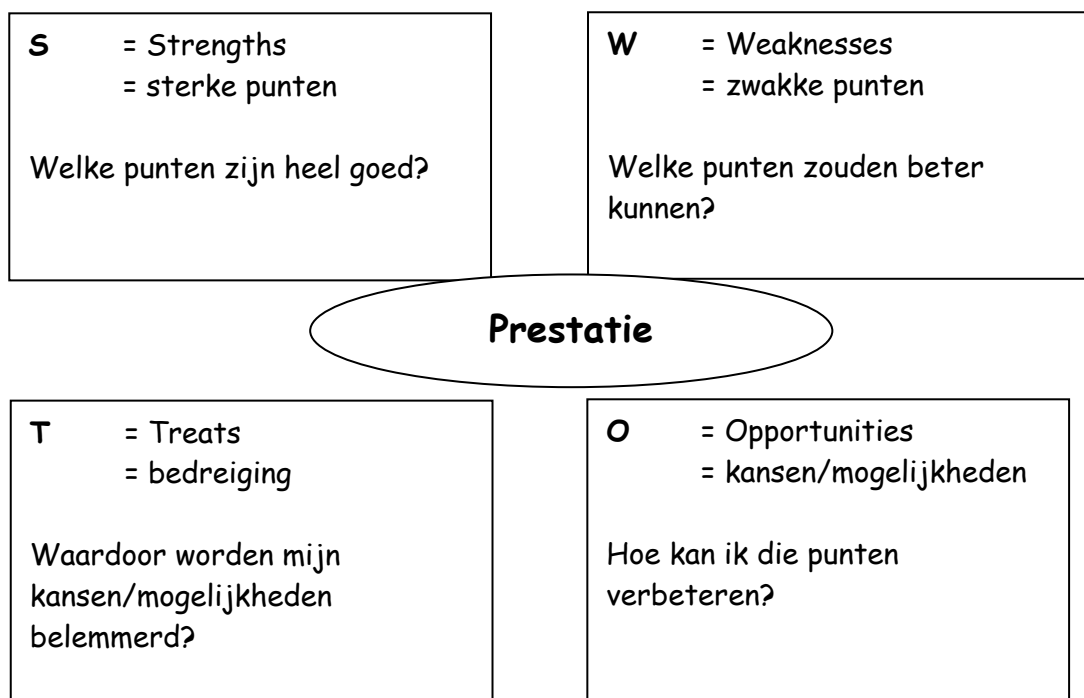 S = Strengths
= sterke punten
Welke punten zijn heel goed?
W = Weaknesses
= zwakke punten
Welke punten zouden beter
kunnen?
Prestatie
T = Treats
= bedreiging
Waardoor worden mijn
kansen/mogelijkheden
belemmerd?
O = Opportunities
= kansen/mogelijkheden
Hoe kan ik die punten
verbeteren?